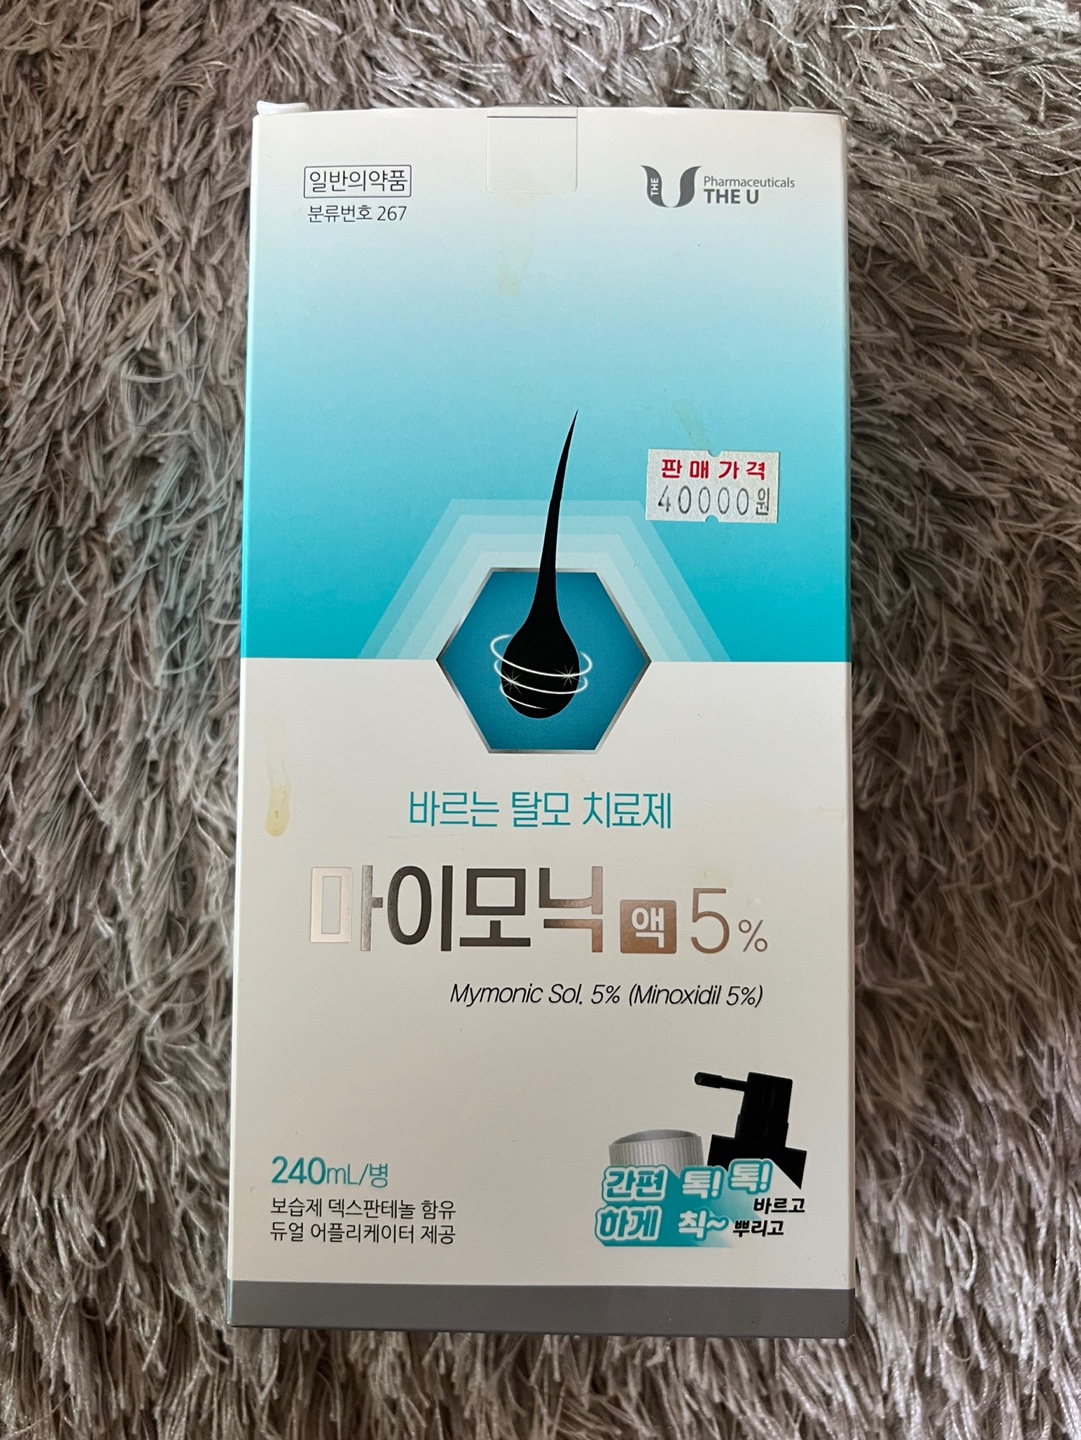 일반의약품
분류번호 267
THE
Pharmaceuticals
THE U
판매가격
40000원
바르는 탈모 치료제
마이모닉 액 5%
Mymonic Sol. 5% (Minoxidil 5%)
240mL/병
보습제 덱스판테놀 함유
듀얼 어플리케이터 제공
간편 톡! 톡! 바르고
하게 칙~ 뿌리고